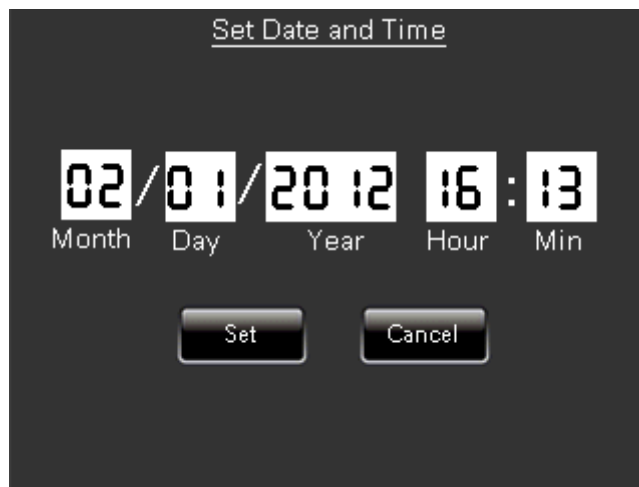 Set Date and Time
02/01/2012 16:13
Month Day Year Hour Min
Set Cancel